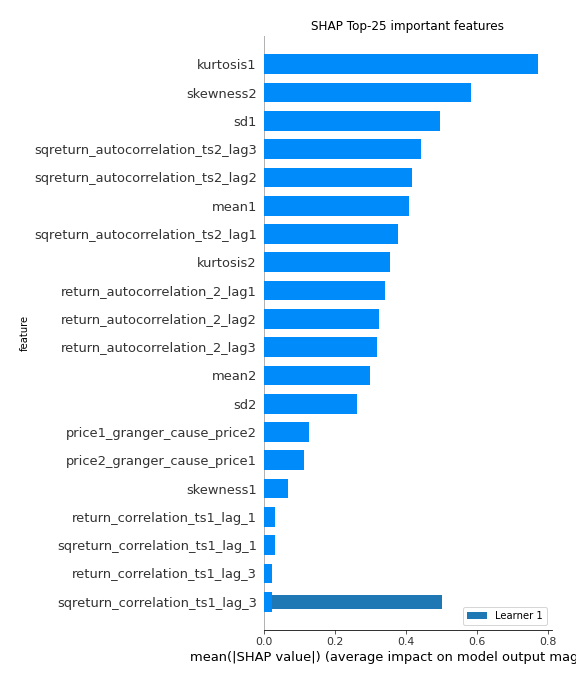 SHAP Top-25 important features
kurtosis1
skewness2
sd1
sqreturn_autocorrelation_ts2_lag3
sqreturn_autocorrelation_ts2_lag2
mean1
sqreturn_autocorrelation_ts2_lag1
kurtosis2
return_autocorrelation_2_lag1
return_autocorrelation_2_lag2
return_autocorrelation_2_lag3
mean2
sd2
price1_granger_cause_price2
price2_granger_cause_price1
skewness1
return_correlation_ts1_lag_1
sqreturn_correlation_ts1_lag_1
return_correlation_ts1_lag_3
sqreturn_correlation_ts1_lag_3
feature
Learner 1
0.0 0.2 0.4 0.6 0.8
mean(|SHAP value|) (average impact on model output mag